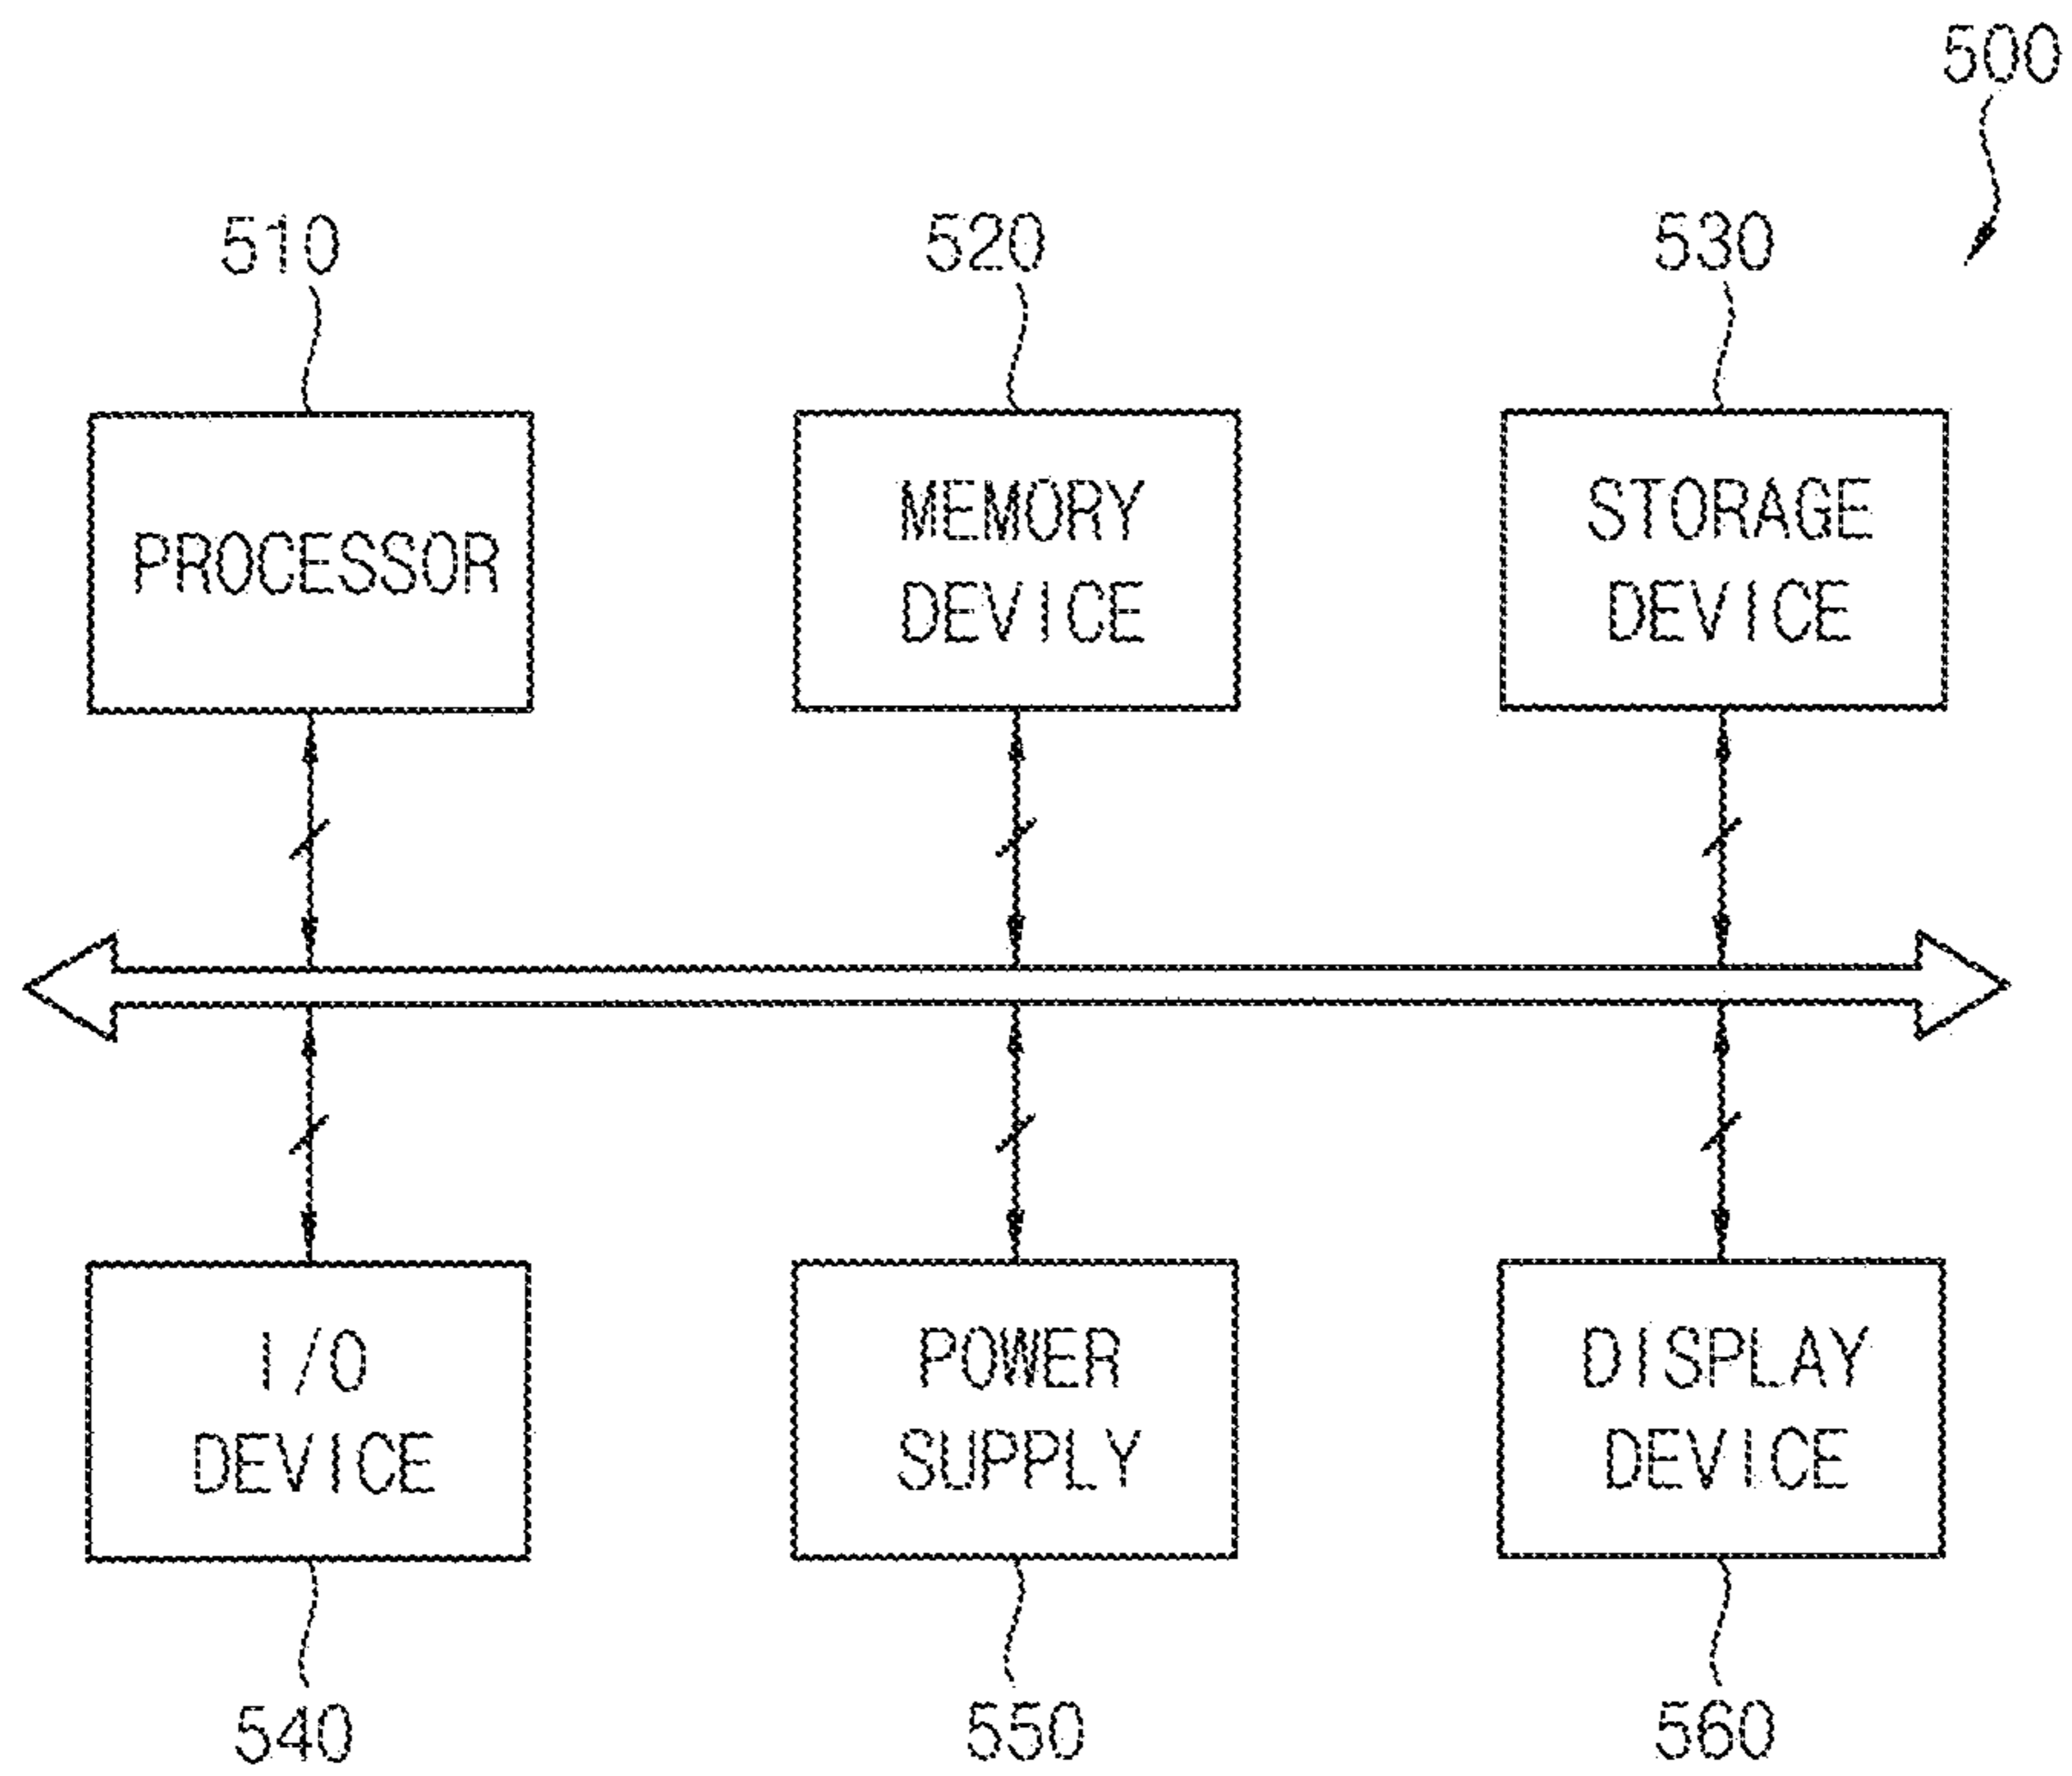 500
510
520
530
PROCESSOR
MEMORY
DEVICE
STORAGE
DEVICE
I/O
DEVICE
POWER
SUPPLY
DISPLAY
DEVICE
540
550
560